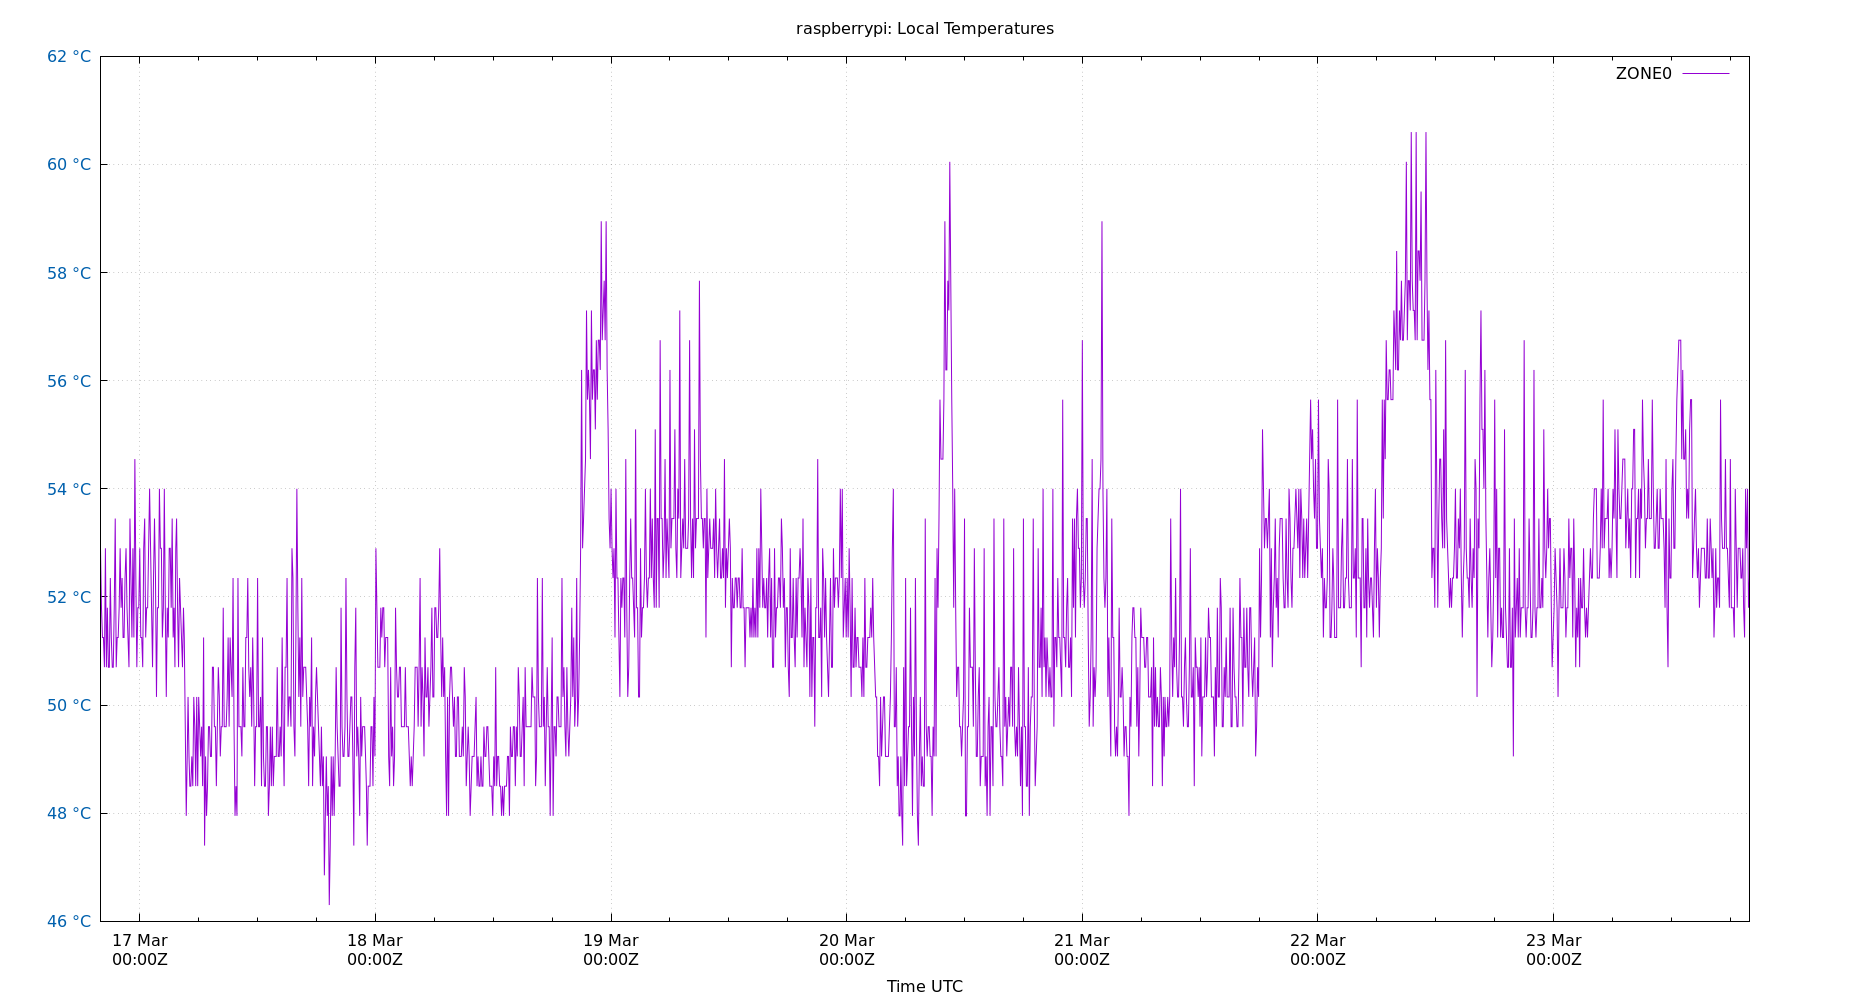 raspberrypi: Local Temperatures
62 °C
ZONE0
60 °C
58 °C
56 °C
54 °C
52 °C
50 °C
48 °C
46 °C
17 Mar 18 Mar 19 Mar 20 Mar 21 Mar 22 Mar 23 Mar
00:00Z 00:00Z 00:00Z 00:00Z 00:00Z 00:00Z 00:00Z
Time UTC